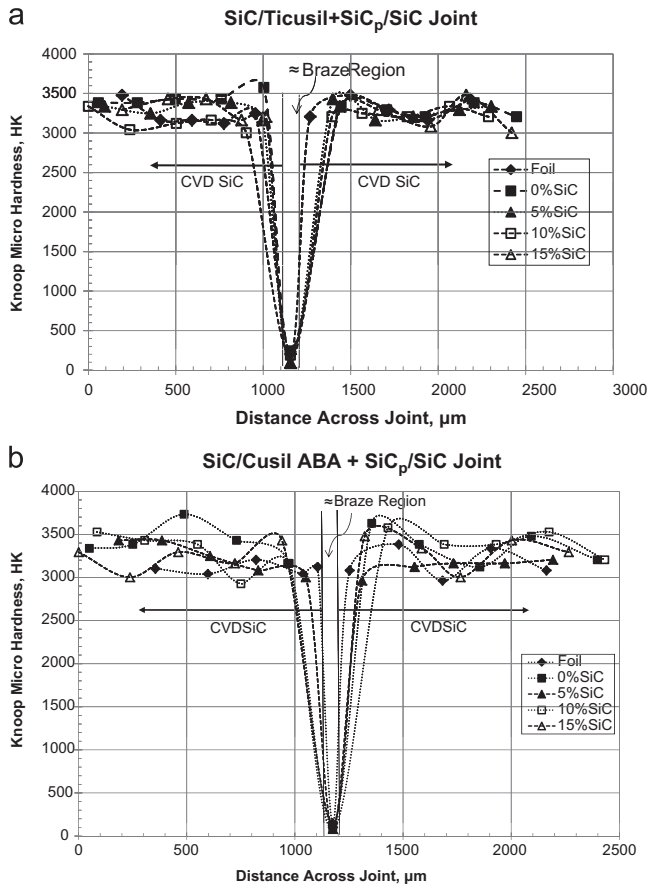 a
SiC/Ticusil+SiCp/SiC Joint
4000
3500
3000
2500
2000
1500
1000
500
0
Knoop Micro Hardness, HK
≈BrazeRegion
CVD SiC
CVD SiC
Foil
0%SiC
5%SiC
10%SiC
15%SiC
0
500
1000
1500
2000
2500
3000
Distance Across Joint, μm
b
SiC/Cusil ABA + SiCp/SiC Joint
4000
3500
3000
2500
2000
1500
1000
500
0
Knoop Micro Hardness, HK
≈Braze Region
CVDSiC
CVDSiC
Foil
0%SiC
5%SiC
10%SiC
15%SiC
0
500
1000
1500
2000
2500
Distance Across Joint, μm